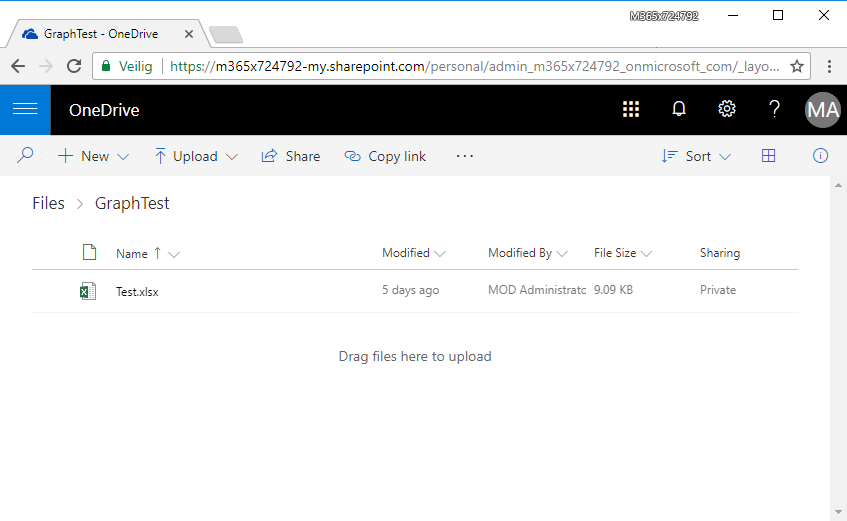 M365x724792
GraphTest - OneDrive
Veilig https://m365x724792-my.sharepoint.com/personal/admin_m365x724792_onmicrosoft_com/_layo...
OneDrive ? MA
New Upload Share Copy link ... Sort
Files > GraphTest
Name ↑ Modified Modified By File Size Sharing
Test.xlsx 5 days ago MOD Administratc 9.09 KB Private
Drag files here to upload